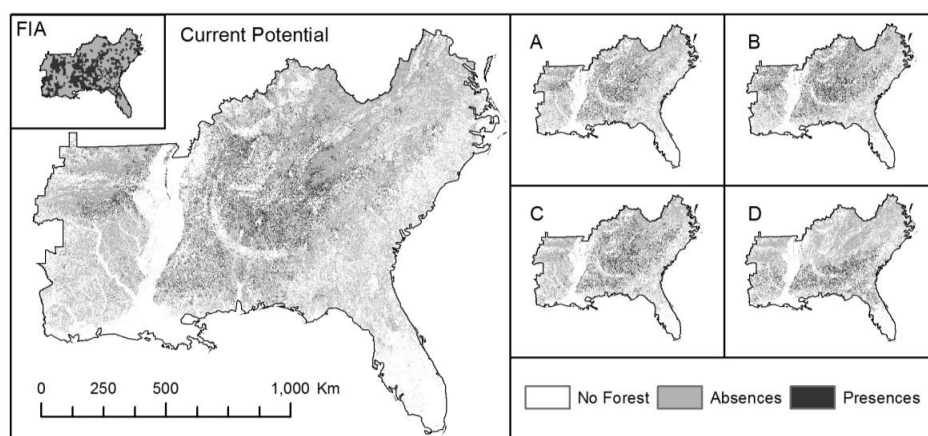 FIA
Current Potential
A
B
C
D
0 250 500 1,000 Km
No Forest Absences Presences